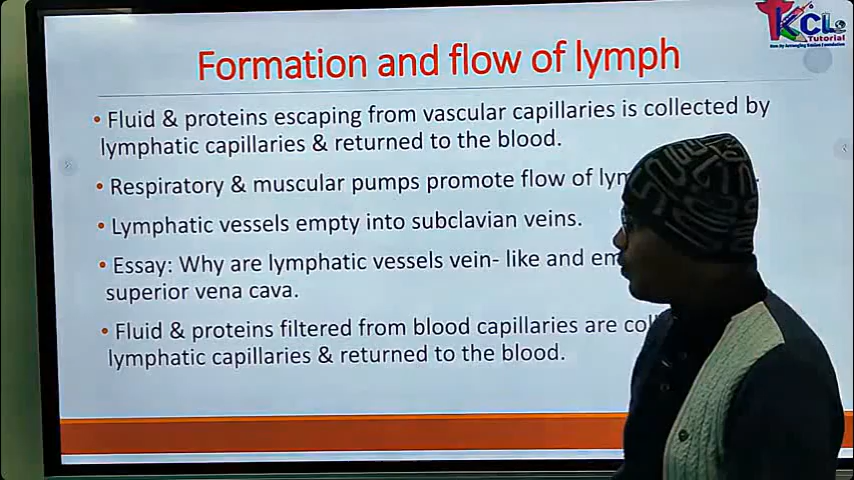 KCL
Tutorial
Formation and flow of lymph
• Fluid & proteins escaping from vascular capillaries is collected by
lymphatic capillaries & returned to the blood.
• Respiratory & muscular pumps promote flow of
• Lymphatic vessels empty into subclavian veins.
• Essay: Why are lymphatic vessels vein- like and
superior vena cava.
• Fluid & proteins filtered from blood capillaries are
lymphatic capillaries & returned to the blood.